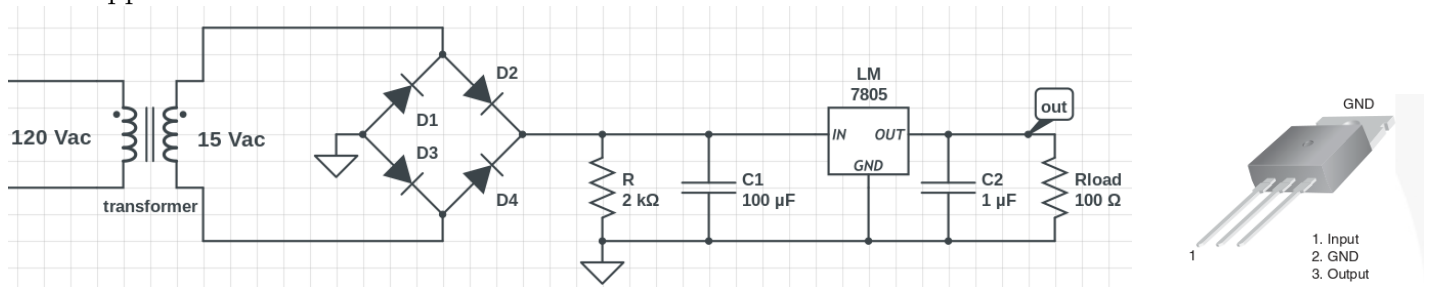 120 Vac
15 Vac
transformer
D1
D2
D3
D4
R
2 kΩ
C1
100 µF
LM
7805
IN
OUT
GND
C2
1 µF
out
Rload
100 Ω
GND
1
1. Input
2. GND
3. Output